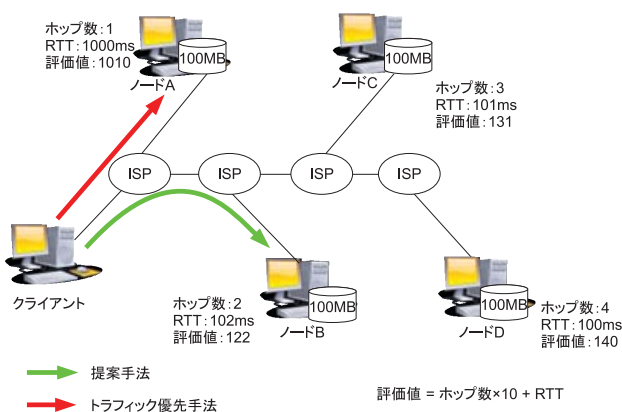 ホップ数:1
RTT:1000ms
評価値:1010
100MB
ノードA
100MB
ノードC
ホップ数:3
RTT:101ms
評価値:131
ISP
ISP
ISP
ISP
クライアント
ホップ数:2
RTT:102ms
評価値:122
100MB
ノードB
100MB
ノードD
ホップ数:4
RTT:100ms
評価値:140
提案手法
トラフィック優先手法
評価値 = ホップ数×10 + RTT